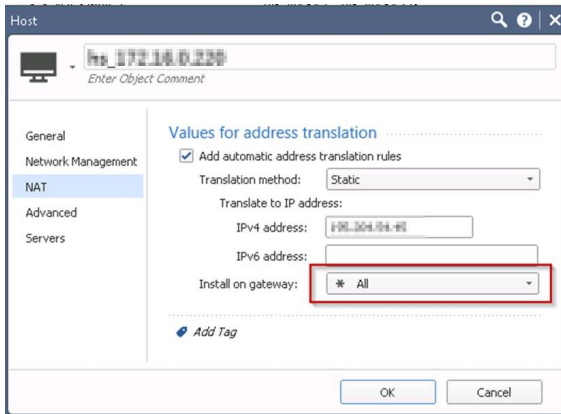 Host
Enter Object Comment
General
Network Management
NAT
Advanced
Servers
Values for address translation
Add automatic address translation rules
Translation method: Static
Translate to IP address:
IPv4 address:
IPv6 address:
Install on gateway: * All
Add Tag
OK Cancel